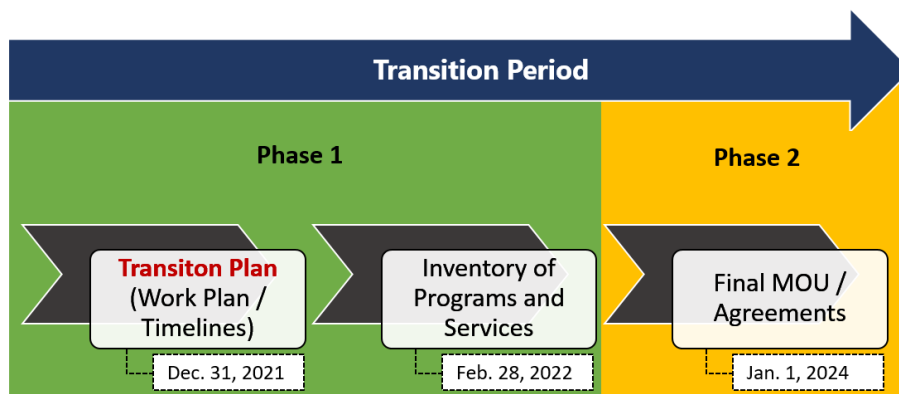 Transition Period
Phase 1
Phase 2
Transiton Plan
(Work Plan /
Timelines)
Inventory of
Programs and
Services
Final MOU /
Agreements
Dec. 31, 2021
Feb. 28, 2022
Jan. 1, 2024